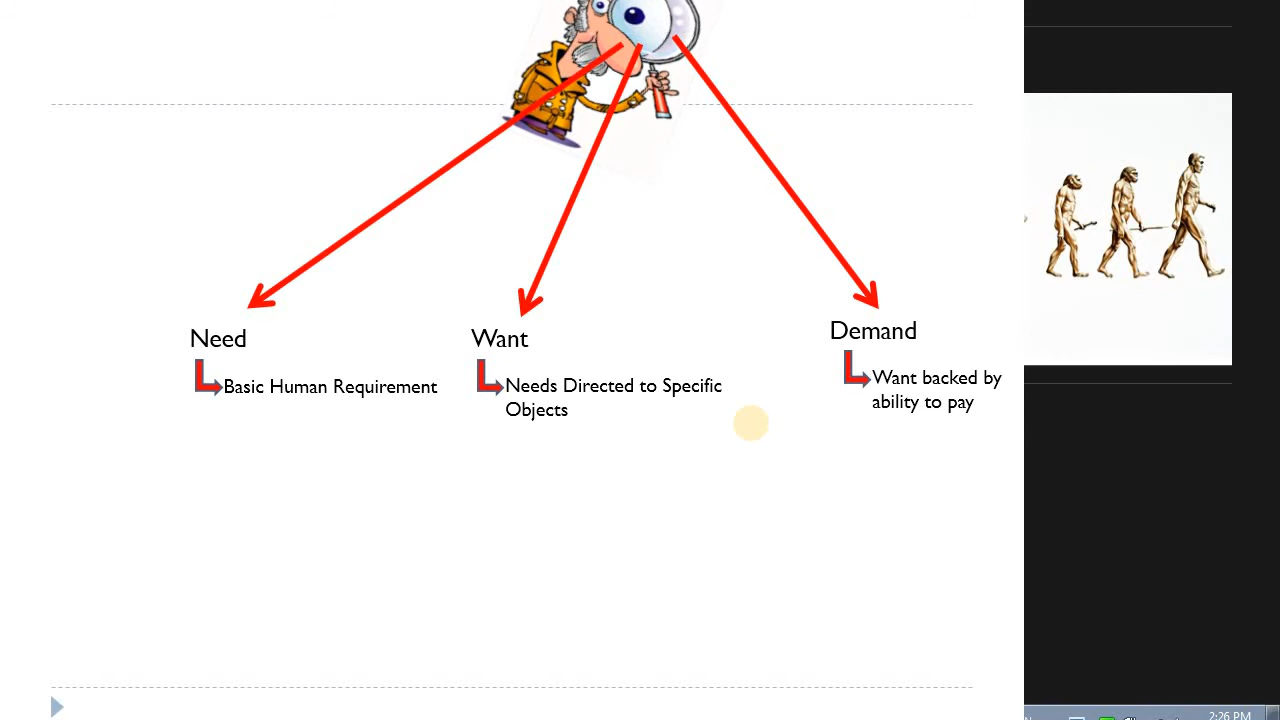 Need
Want
Demand
Basic Human Requirement
Needs Directed to Specific
Objects
Want backed by
ability to pay
2:26 PM